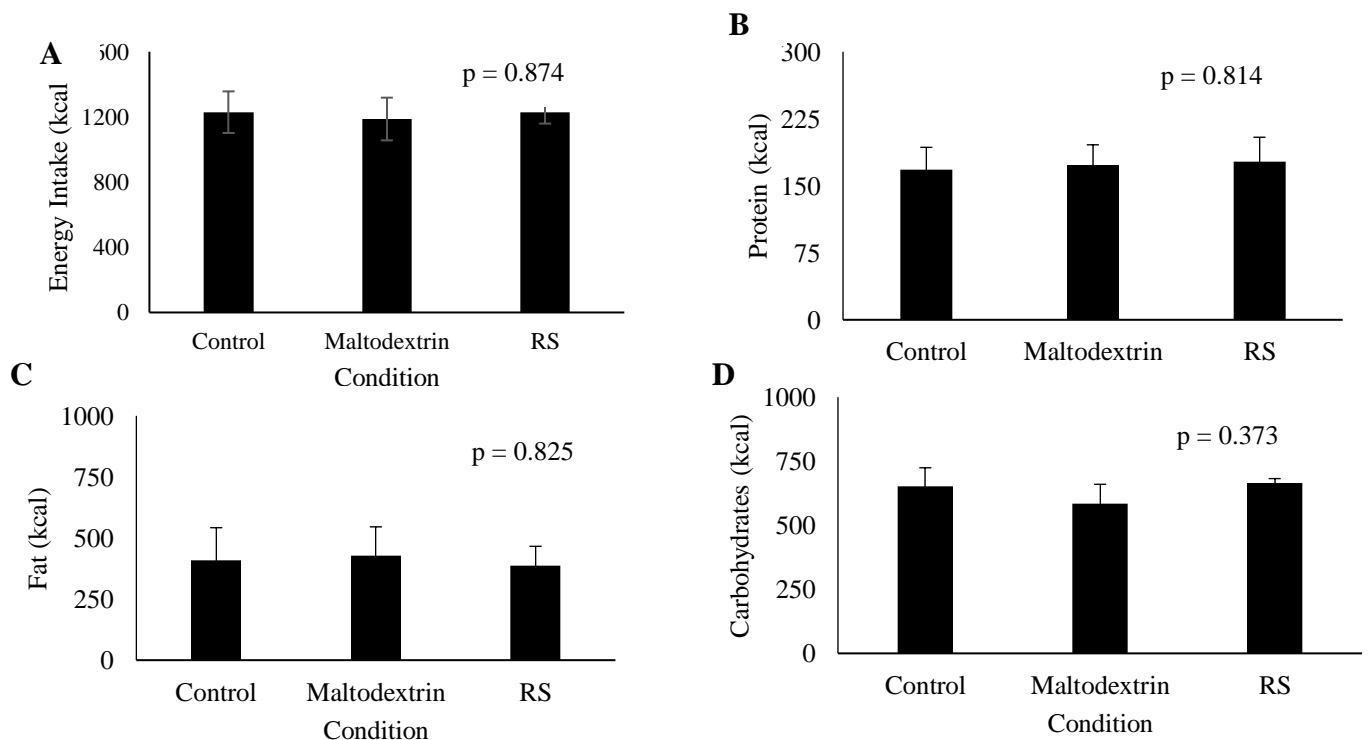 A
Energy Intake (kcal
500
1200
800
400
0
p = 0.874
Control Maltodextrin RS
Condition
B
Protein (kcal)
300
225
150
75
0
p = 0.814
Control Maltodextrin RS
C
Fat (kcal)
1000
750
500
250
0
p = 0.825
Control Maltodextrin RS
Condition
D
Carbohydrates (kcal)
1000
750
500
250
0
p = 0.373
Control Maltodextrin RS
Condition